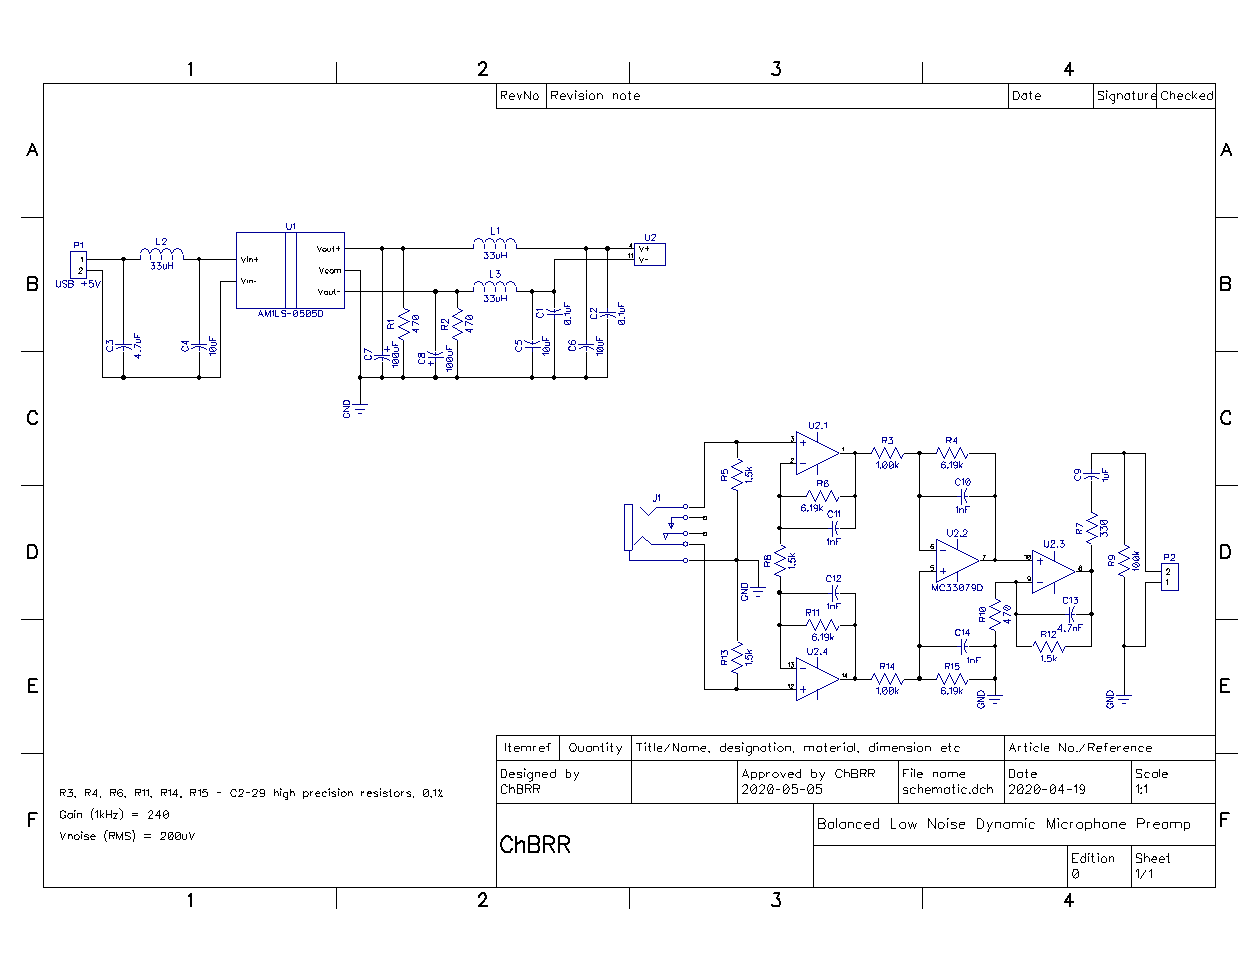 1 2 3 4
RevNo Revision note Date Signature Checked
A A
B B
C C
D D
E E
F F
P1
1
2
USB +5V
L2
33uH
C3
4.7uF
C4
10uF
U1
Vin+
Vin-
Vout+
Vcom
Vout-
AM1LS-0505D
L1
33uH
L3
33uH
C7
+
100uF
R1
470
C8
+
100uF
R2
470
C5
10uF
C1
0.1uF
C6
10uF
C2
0.1uF
U2
4 V+
11 V-
GND
J1
R5
1.5k
R13
1.5k
GND
U2.1
3 +
2 -
1
R6
6.19k
C11
1nF
R8
1.5k
C12
1nF
R11
6.19k
U2.4
13 -
12 +
14
R3
1.00k
R4
6.19k
C10
1nF
U2.2
6 -
5 +
7
MC33079D
R14
1.00k
C14
1nF
R15
6.19k
GND
R10
470
U2.3
10 +
9 -
8
C13
4.7nF
R12
1.5k
C9
1uF
R7
330
R9
100k
GND
P2
2
1
R3, R4, R6, R11, R14, R15 - C2-29 high precision resistors, 0,1%
Gain (1kHz) = 240
Vnoise (RMS) = 200uV
Itemref Quantity Title/Name, designation, material, dimension etc Article No./Reference
Designed by
ChBRR
Approved by ChBRR
2020-05-05
File name
schematic.dch
Date
2020-04-19
Scale
1:1
ChBRR
Balanced Low Noise Dynamic Microphone Preamp
Edition
0
Sheet
1/1
1 2 3 4